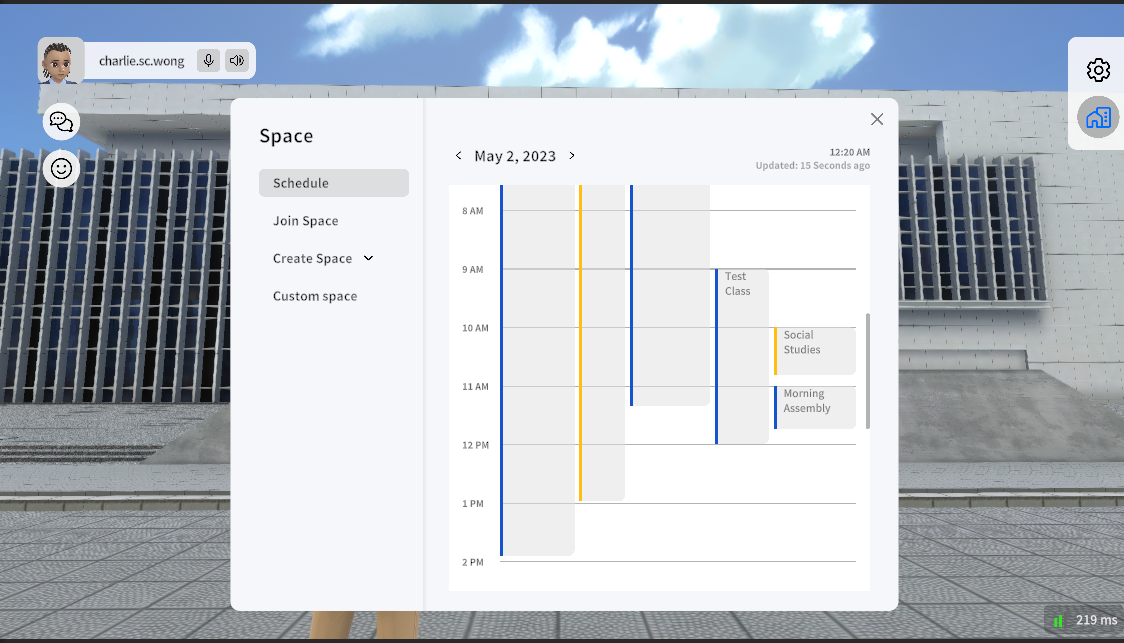 charlie.sc.wong
Space
Schedule
Join Space
Create Space
Custom space
May 2, 2023
12:20 AM
Updated: 15 Seconds ago
8 AM
9 AM
Test
Class
10 AM
Social
Studies
11 AM
Morning
Assembly
12 PM
1 PM
2 PM
219 ms